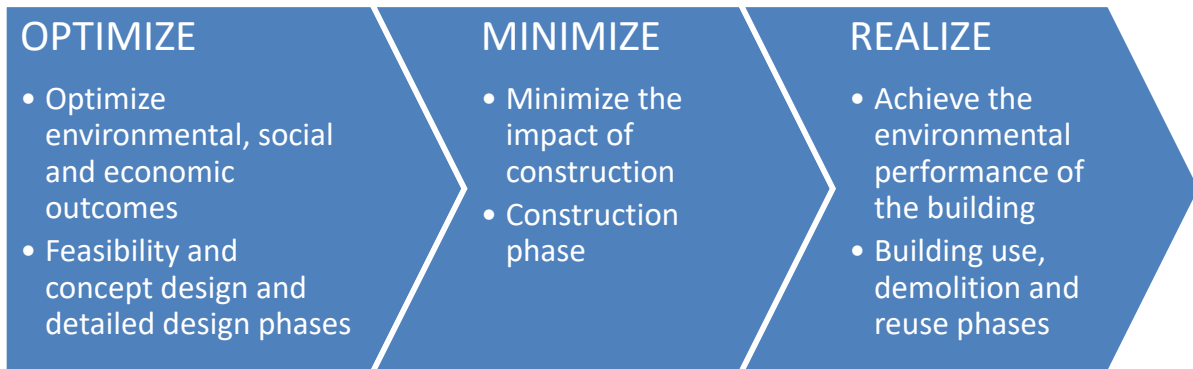 OPTIMIZE
• Optimize
environmental, social
and economic
outcomes
• Feasibility and
concept design and
detailed design phases
MINIMIZE
• Minimize the
impact of
construction
• Construction
phase
REALIZE
• Achieve the
environmental
performance of
the building
• Building use,
demolition and
reuse phases